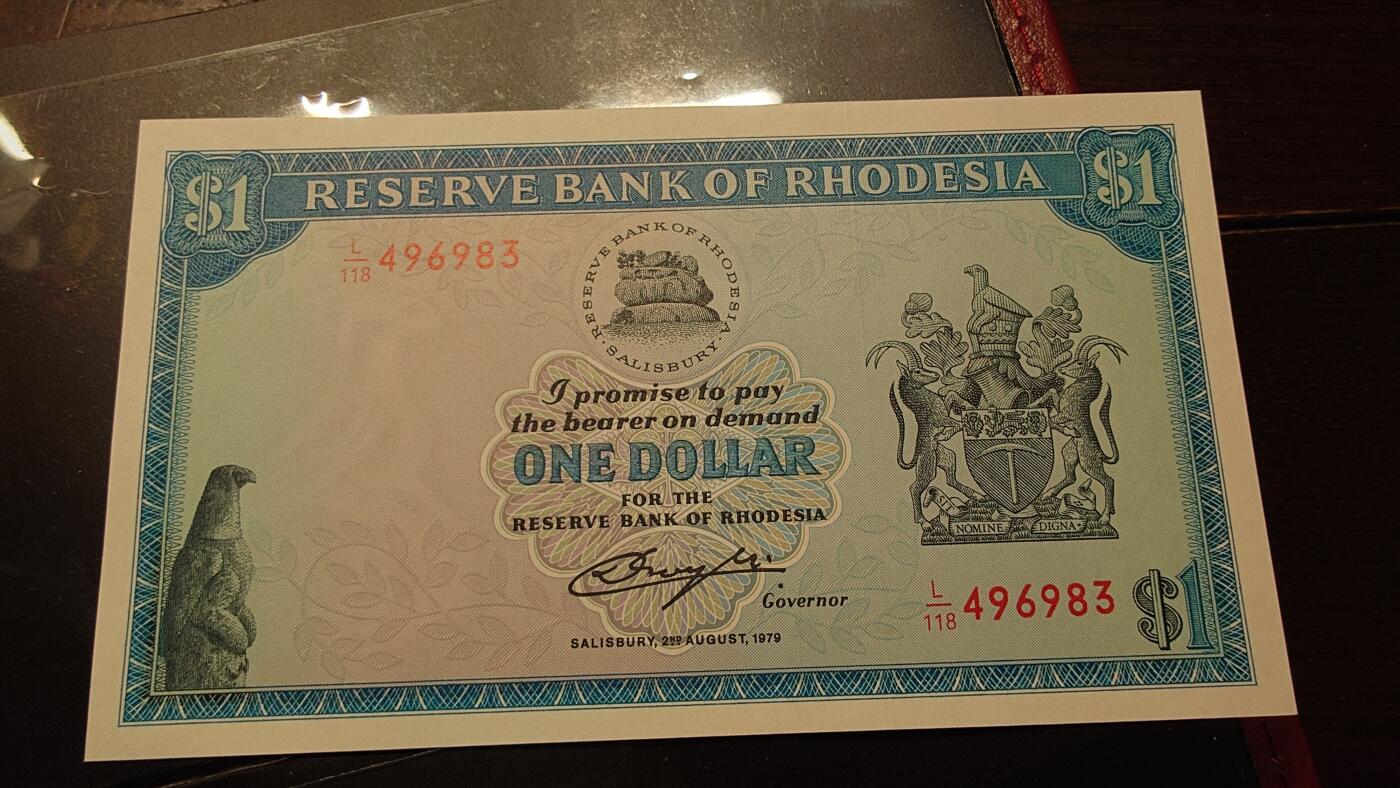 $1
RESERVE BANK OF RHODESIA
$1
L/118 496983
RESERVE BANK OF RHODESIA
· SALISBURY ·
I promise to pay
the bearer on demand
ONE DOLLAR
FOR THE
RESERVE BANK OF RHODESIA
Governor
SALISBURY, 2ND AUGUST, 1979
SIT
NOMINE DIGNA
L/118 496983
$1